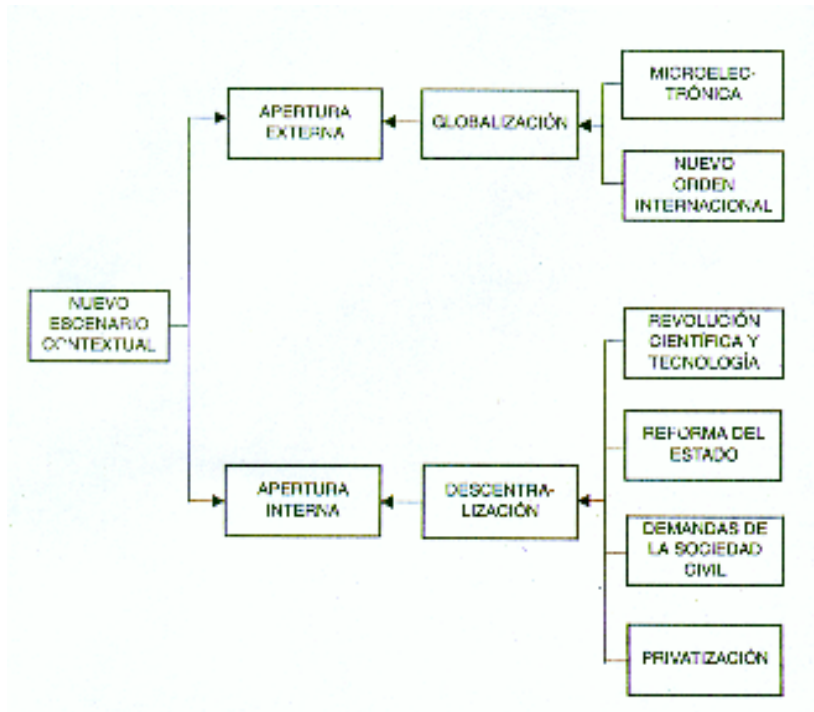 MICROELEC-
TRÓNICA
APERTURA
EXTERNA
GLOBALIZACIÓN
NUEVO
ORDEN
INTERNACIONAL
NUEVO
ESCENARIO
CONTEXTUAL
REVOLUCIÓN
CIENTÍFICA Y
TECNOLOGÍA
REFORMA DEL
ESTADO
APERTURA
INTERNA
DESCENTRA-
LIZACIÓN
DEMANDAS DE
LA SOCIEDAD
CIVIL
PRIVATIZACIÓN